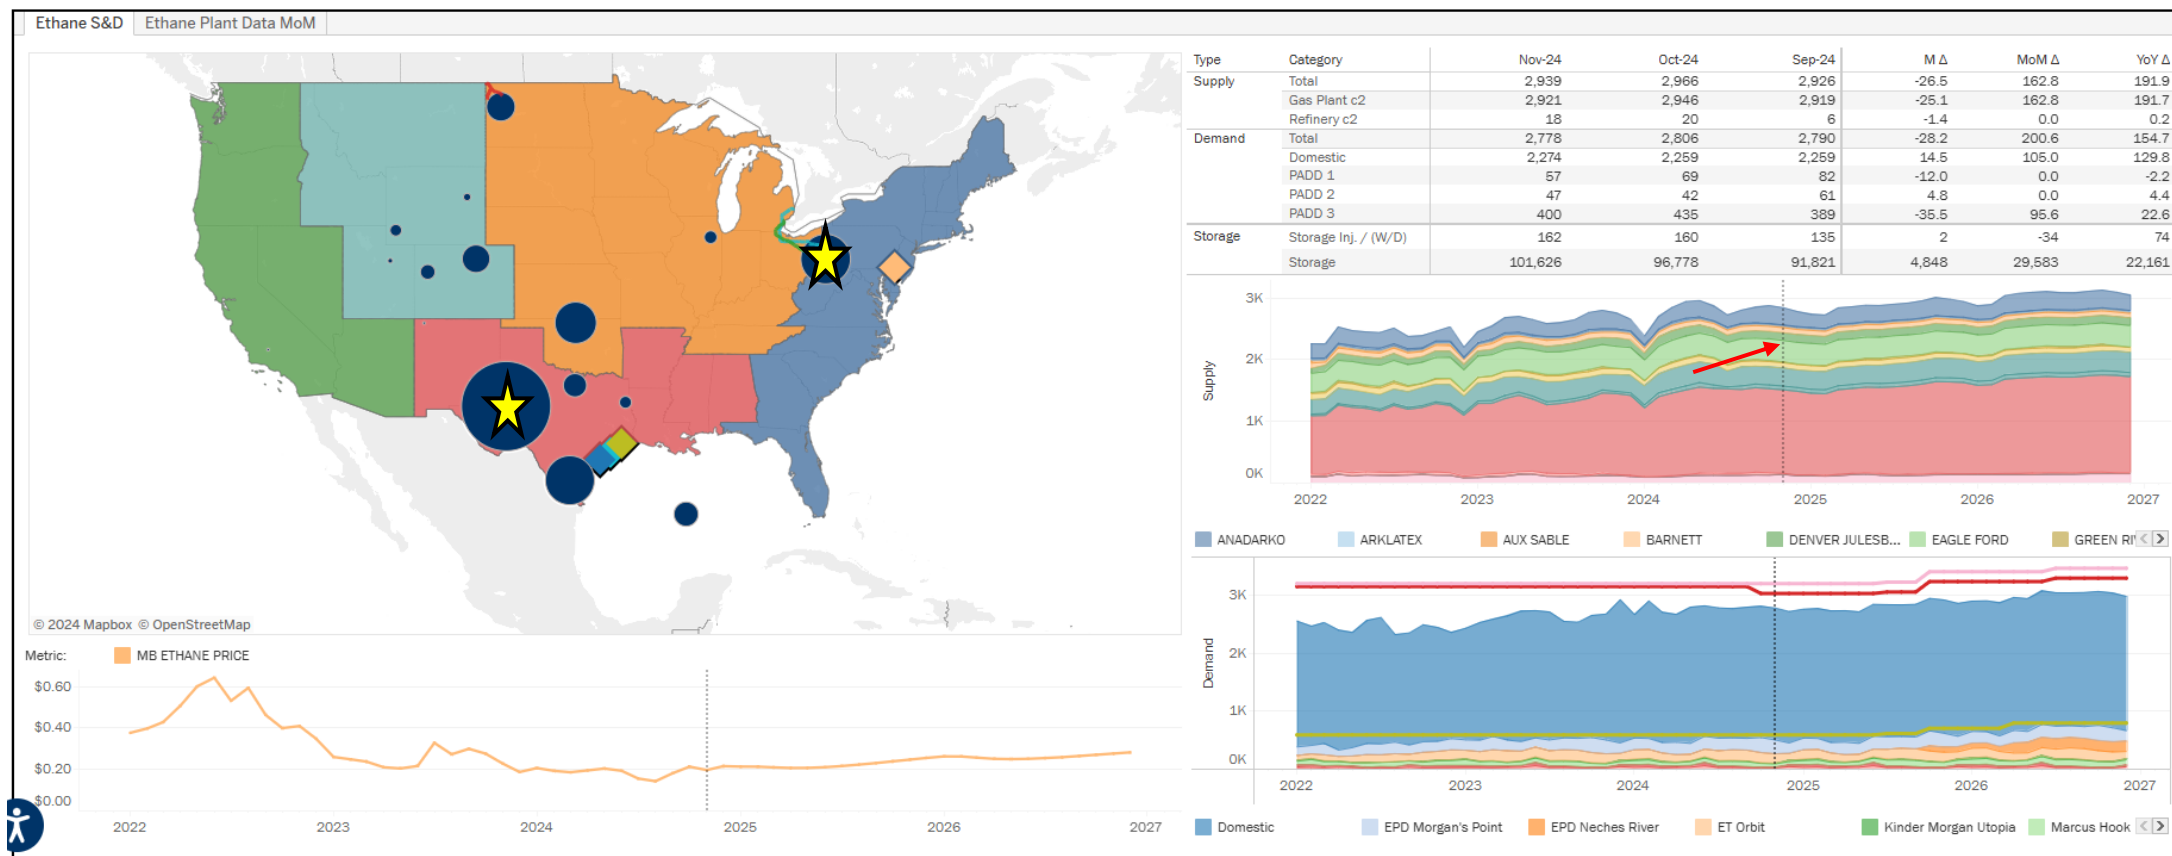 Ethane S&D Ethane Plant Data MoM
© 2024 Mapbox © OpenStreetMap
Type Category Nov-24 Oct-24 Sep-24 M Δ MoM Δ YoY Δ
Supply Total 2,939 2,966 2,926 -26.5 162.8 191.9
Gas Plant c2 2,921 2,946 2,919 -25.1 162.8 191.7
Refinery c2 18 20 6 -1.4 0.0 0.2
Demand Total 2,778 2,806 2,790 -28.2 200.6 154.7
Domestic 2,274 2,259 2,259 14.5 105.0 129.8
PADD 1 57 69 82 -12.0 0.0 -2.2
PADD 2 47 42 61 4.8 0.0 4.4
PADD 3 400 435 389 -35.5 95.6 22.6
Storage Storage Inj. / (W/D) 162 160 135 2 -34 74
Storage 101,626 96,778 91,821 4,848 29,583 22,161
Supply
3K
2K
1K
0K
2022 2023 2024 2025 2026 2027
ANADARKO ARKLATEX AUX SABLE BARNETT DENVER JULESB... EAGLE FORD GREEN RI
Demand
3K
2K
1K
0K
2022 2023 2024 2025 2026 2027
Domestic EPD Morgan's Point EPD Neches River ET Orbit Kinder Morgan Utopia Marcus Hook
Metric: MB ETHANE PRICE
$0.60
$0.40
$0.20
$0.00
2022 2023 2024 2025 2026 2027